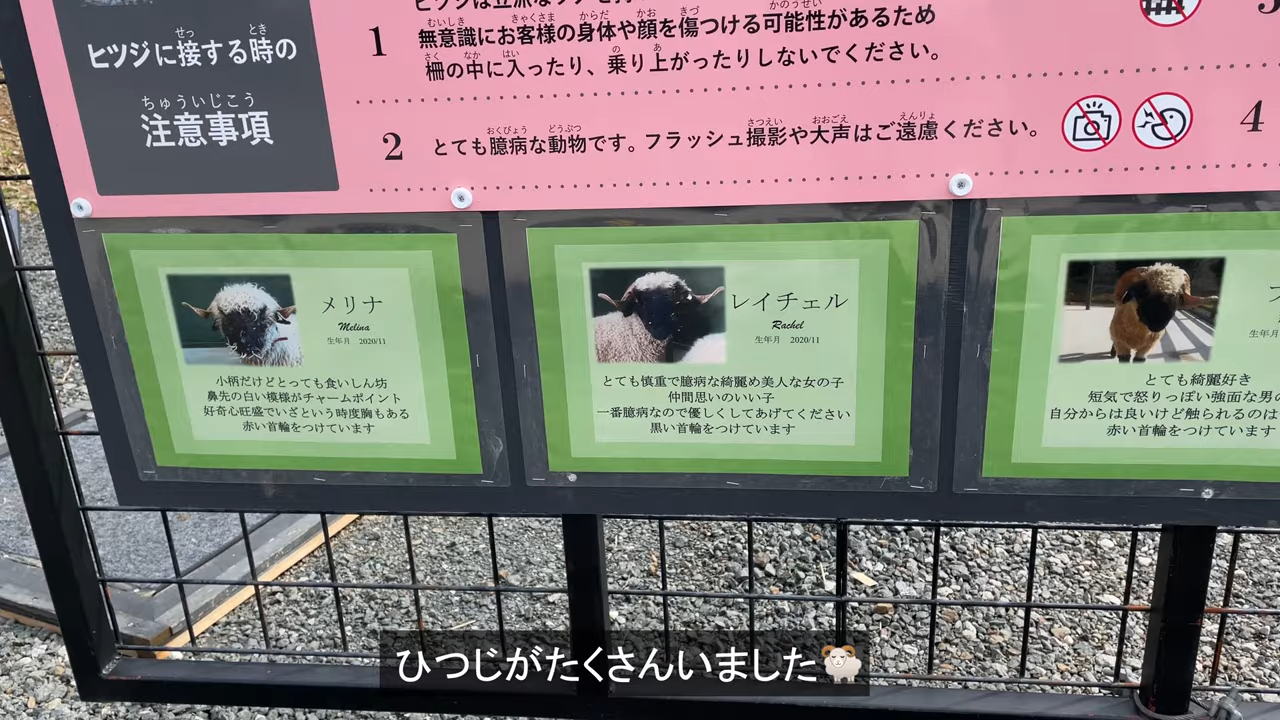 ヒツジに接する時の
注意事項
1
無意識にお客様の身体や顔を傷つける可能性があるため
柵の中に入ったり、乗り上がったりしないでください。
2
とても臆病な動物です。フラッシュ撮影や大声はご遠慮ください。
4
メリナ
Melina
生年月 2020/11
小柄だけどとっても食いしん坊
鼻先の白い模様がチャームポイント
好奇心旺盛でいざという時度胸もある
赤い首輪をつけています
レイチェル
Rachel
生年月 2020/11
とても慎重で臆病な綺麗め美人な女の子
仲間思いのいい子
一番臆病なので優しくしてあげてください
黒い首輪をつけています
生年
とても綺麗好き
短気で怒りっぽい強面な男
自分からは良いけど触られるのは
赤い首輪をつけています
ひつじがたくさんいました🐏